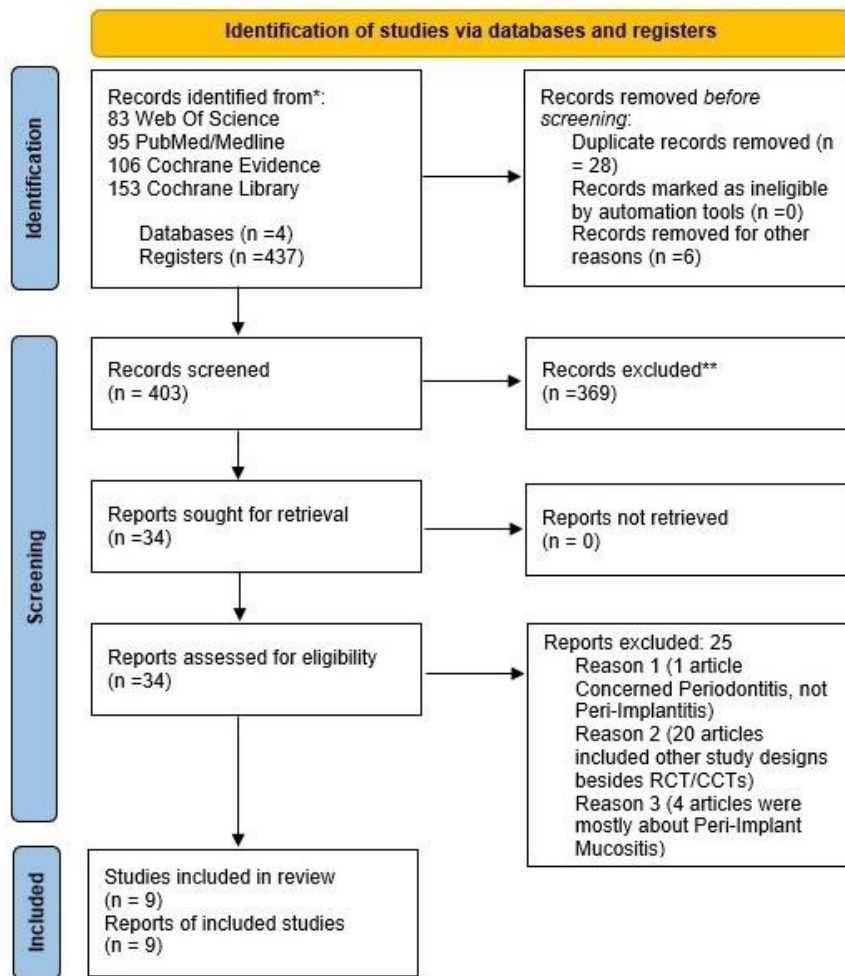 Identification of studies via databases and registers
Identification
Records identified from*:
83 Web Of Science
95 PubMed/Medline
106 Cochrane Evidence
153 Cochrane Library
Databases (n =4)
Registers (n =437)
Records removed before
screening:
Duplicate records removed (n
= 28)
Records marked as ineligible
by automation tools (n =0)
Records removed for other
reasons (n =6)
Screening
Records screened
(n = 403)
Records excluded**
(n =369)
Reports sought for retrieval
(n =34)
Reports not retrieved
(n = 0)
Reports assessed for eligibility
(n =34)
Reports excluded: 25
Reason 1 (1 article
Concerned Periodontitis, not
Peri-Implantitis)
Reason 2 (20 articles
included other study designs
besides RCT/CCTs)
Reason 3 (4 articles were
mostly about Peri-Implant
Mucositis)
Included
Studies included in review
(n = 9)
Reports of included studies
(n = 9)